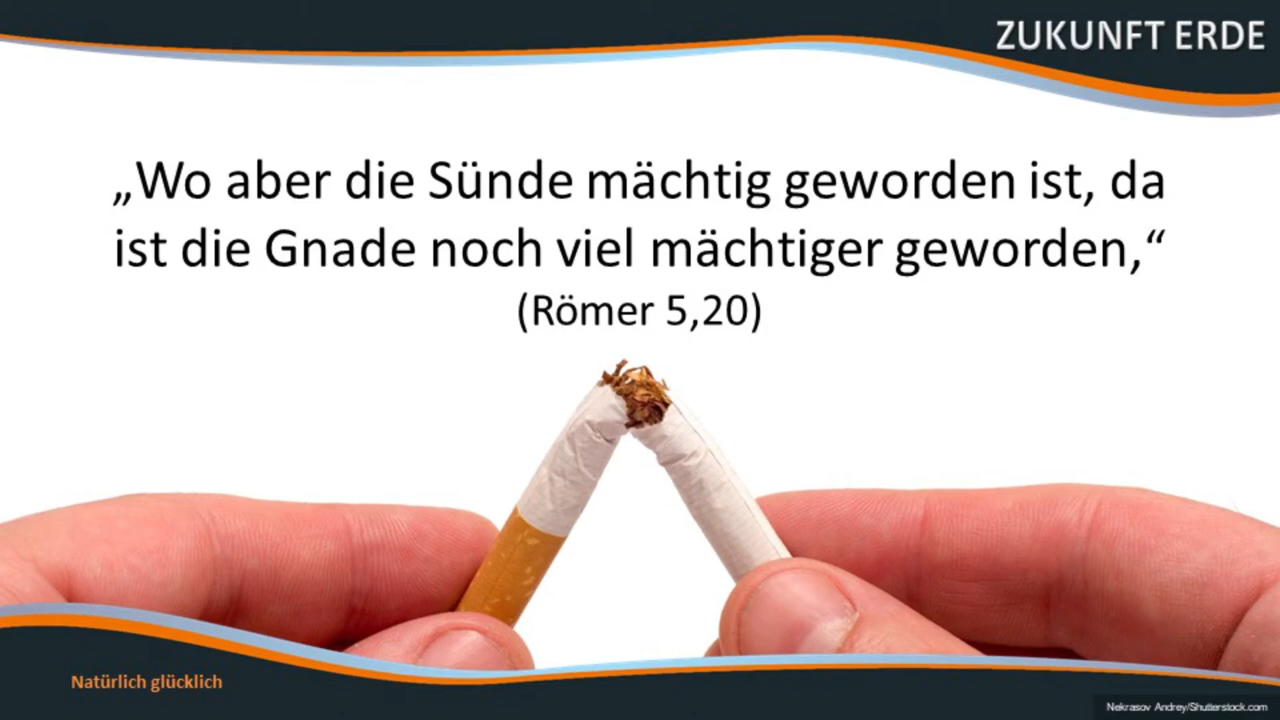 ZUKUNFT ERDE
„Wo aber die Sünde mächtig geworden ist, da
ist die Gnade noch viel mächtiger geworden,“
(Römer 5,20)
Natürlich glücklich
Nekrasov Andrey/Shutterstock.com